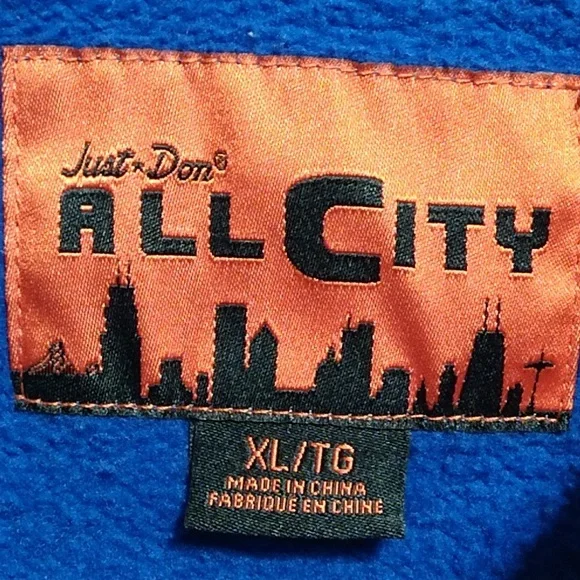 Just★Don®
ALL CITY
XL/TG
MADE IN CHINA
FABRIQUE EN CHINE